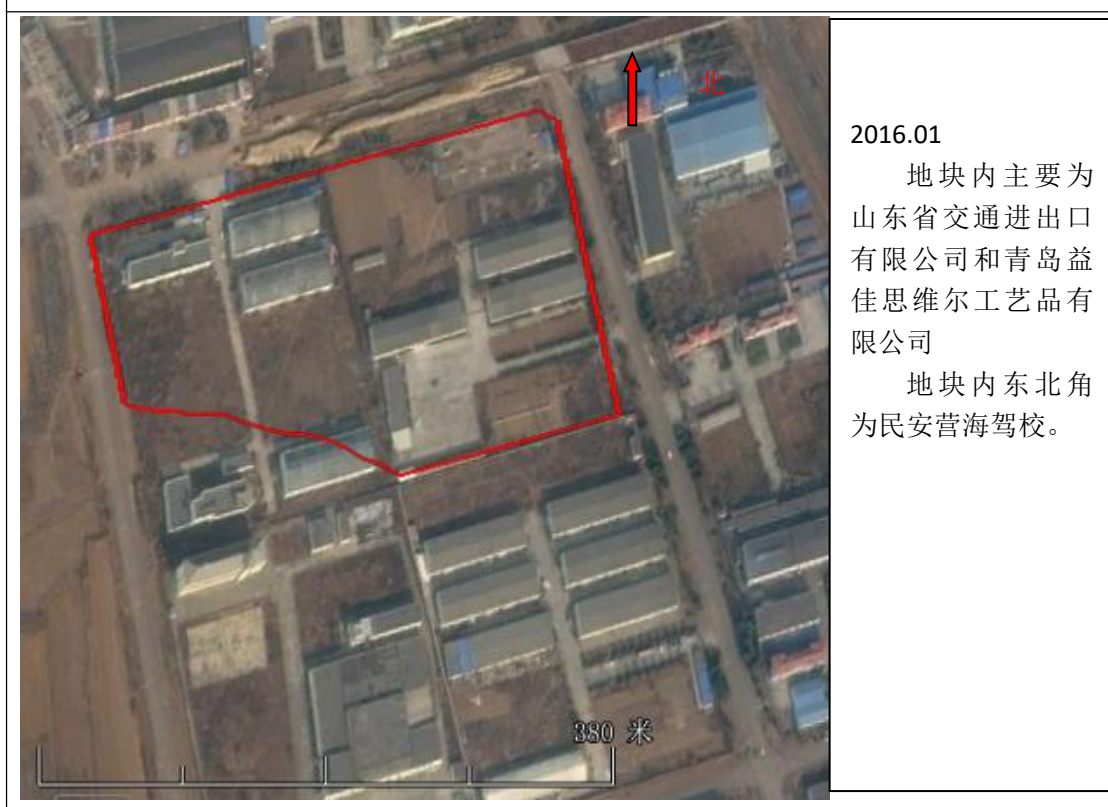 北
2016.01
地块内主要为
山东省交通进出口
有限公司和青岛益
佳思维尔工艺品有
限公司
地块内东北角
为民安营海驾校。
380 米